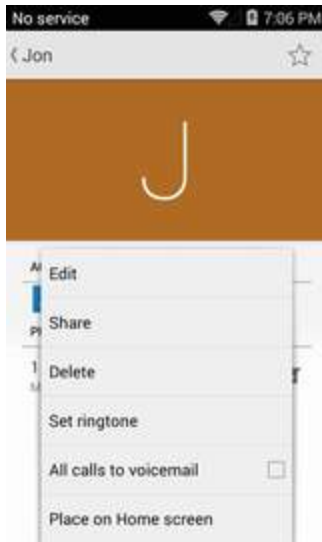 No service 7:06 PM
Jon
J
Edit
Share
Delete
Set ringtone
All calls to voicemail
Place on Home screen